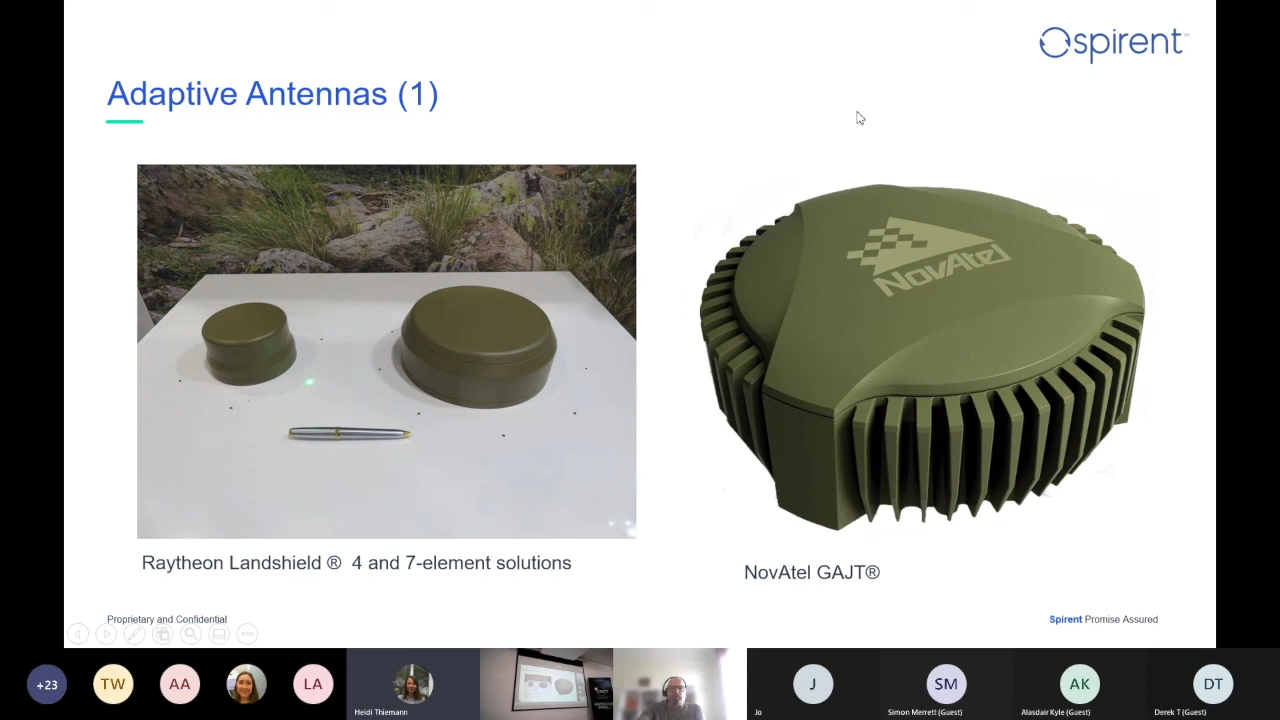 spirent™
Adaptive Antennas (1)
NovAtel
Raytheon Landshield ® 4 and 7-element solutions
NovAtel GAJT®
Proprietary and Confidential
Spirent Promise Assured
+23
TW
AA
LA
Heidi Thiemann
J
Jo
SM
Simon Merrett (Guest)
AK
Alasdair Kyle (Guest)
DT
Derek T (Guest)